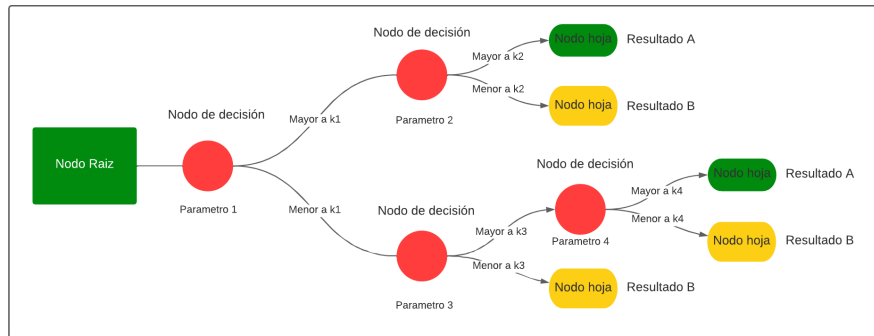 Nodo Raiz
Nodo de decisión
Parametro 1
Mayor a k1
Menor a k1
Nodo de decisión
Parametro 2
Mayor a k2
Menor a k2
Nodo hoja
Resultado A
Nodo hoja
Resultado B
Nodo de decisión
Parametro 3
Mayor a k3
Menor a k3
Nodo de decisión
Parametro 4
Mayor a k4
Menor a k4
Nodo hoja
Resultado A
Nodo hoja
Resultado B
Nodo hoja
Resultado B